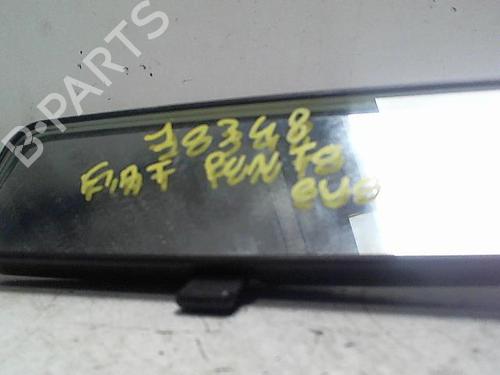 B-PARTS
18348
FIAT PUNTO
EVO